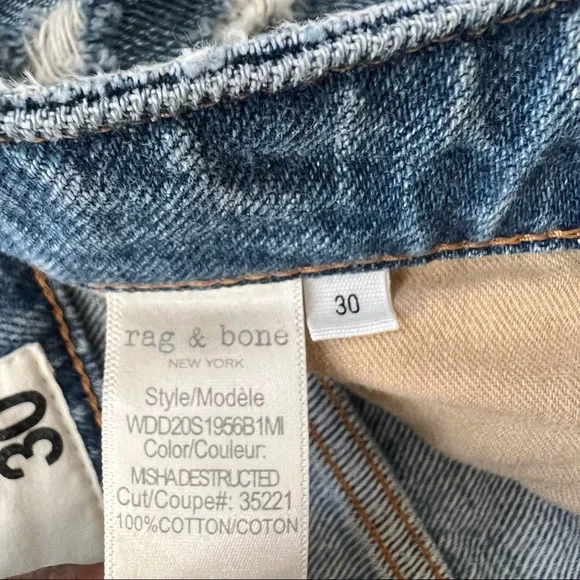 rag & bone
NEW YORK
Style/Modèle
WDD20S1956B1MI
Color/Couleur:
MISHA DESTRUCTED
Cut/Coupe#: 35221
100%COTTON/COTON
30
30